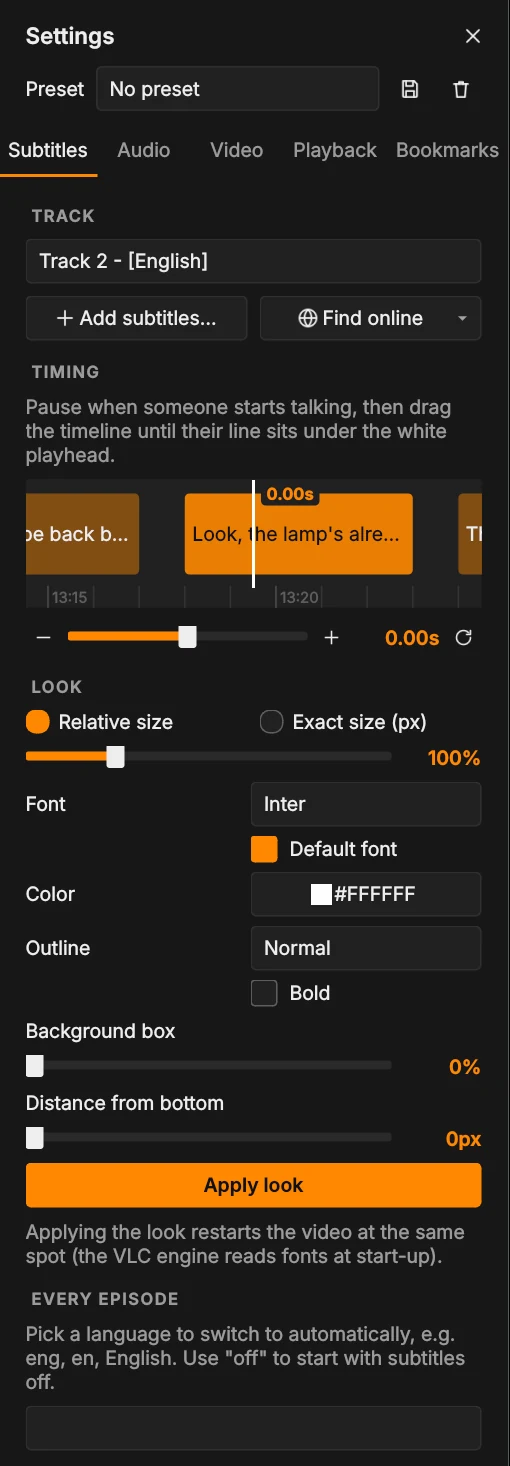 Settings
Preset No preset
Subtitles Audio Video Playback Bookmarks
TRACK
Track 2 - [English]
+ Add subtitles... Find online
TIMING
Pause when someone starts talking, then drag
the timeline until their line sits under the white
playhead.
0.00s
be back b... Look, the lamp's alre...
13:15 13:20
− + 0.00s
LOOK
Relative size Exact size (px)
100%
Font Inter
Default font
Color #FFFFFF
Outline Normal
Bold
Background box
0%
Distance from bottom
0px
Apply look
Applying the look restarts the video at the same
spot (the VLC engine reads fonts at start-up).
EVERY EPISODE
Pick a language to switch to automatically, e.g.
eng, en, English. Use "off" to start with subtitles
off.